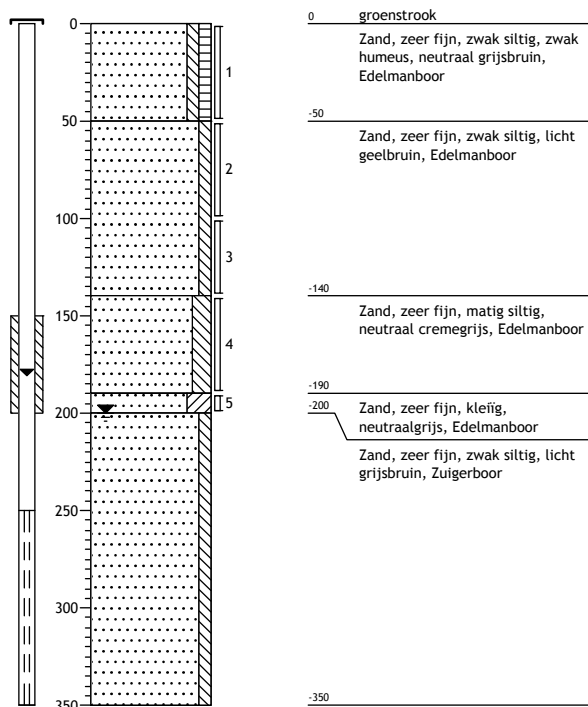 0
50
100
150
200
250
300
350
1
2
3
4
5
0 groenstrook
Zand, zeer fijn, zwak siltig, zwak
humeus, neutraal grijsbruin,
Edelmanboor
-50
Zand, zeer fijn, zwak siltig, licht
geelbruin, Edelmanboor
-140
Zand, zeer fijn, matig siltig,
neutraal cremegrijs, Edelmanboor
-190
Zand, zeer fijn, kleiïg,
neutraalgrijs, Edelmanboor
-200
Zand, zeer fijn, zwak siltig, licht
grijsbruin, Zuigerboor
-350